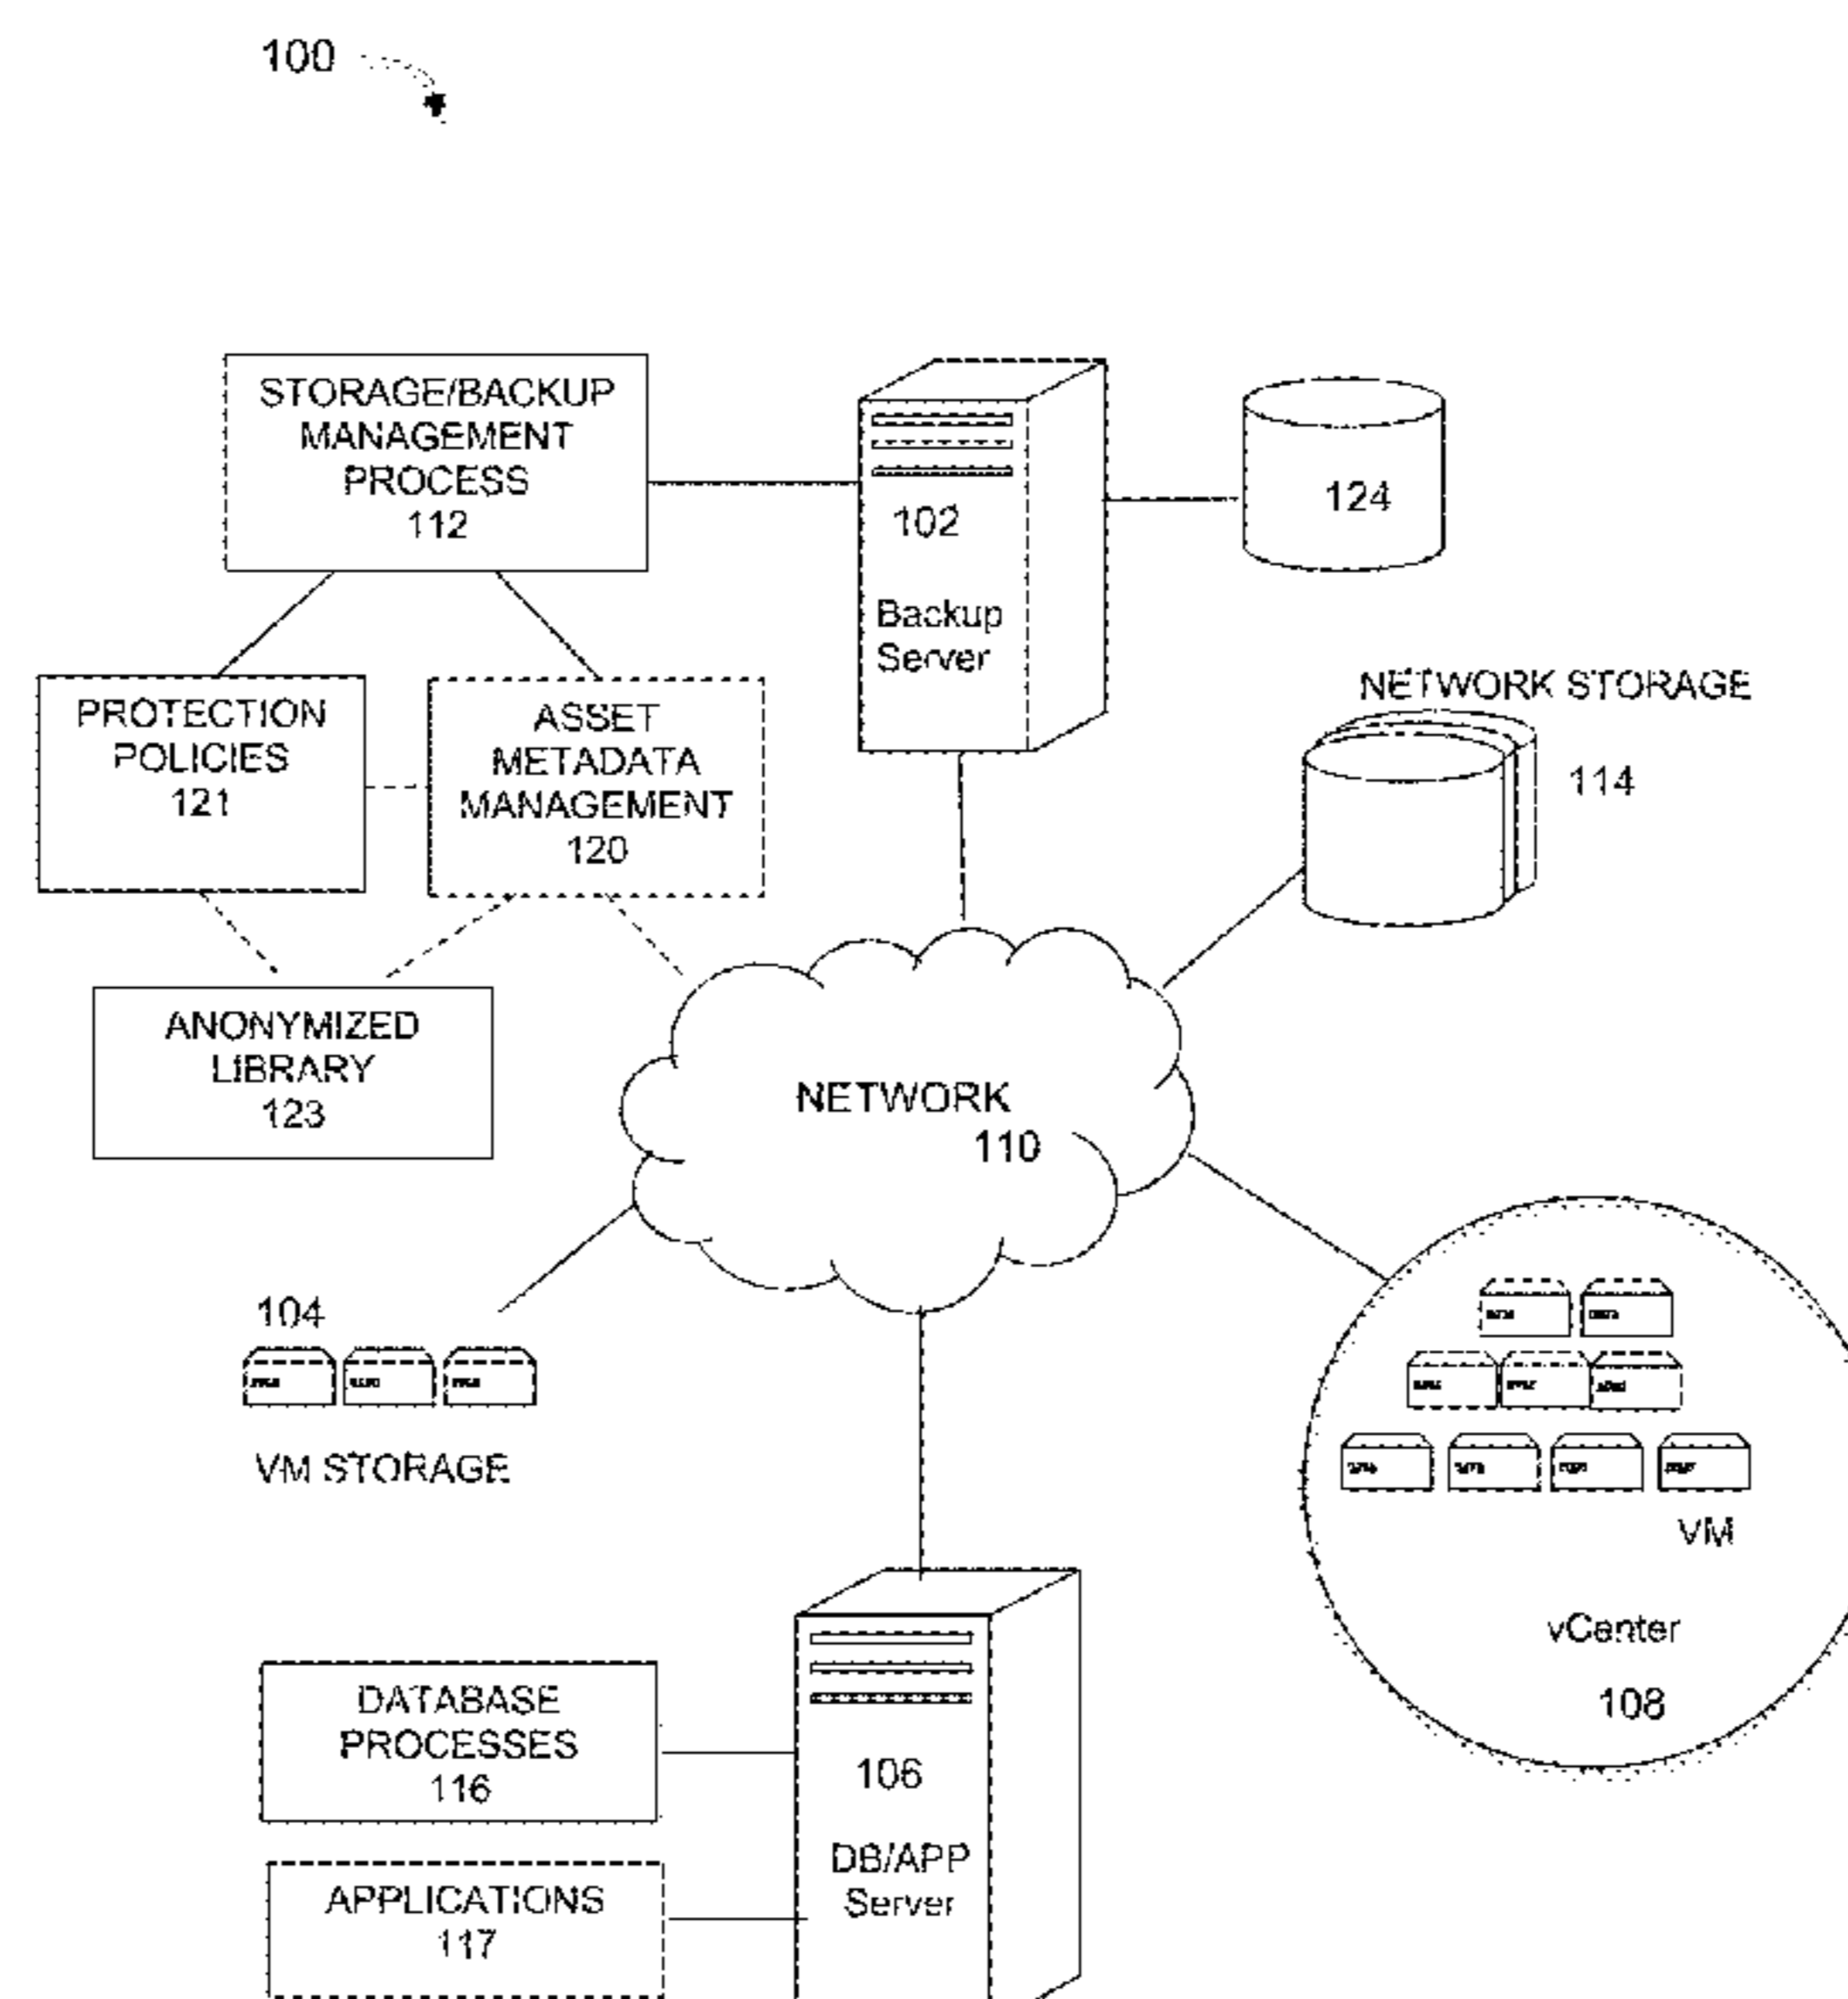 100
STORAGE/BACKUP
MANAGEMENT
PROCESS
112
102
Backup
Server
124
NETWORK STORAGE
114
PROTECTION
POLICIES
121
ASSET
METADATA
MANAGEMENT
120
ANONYMIZED
LIBRARY
123
NETWORK
110
104
VM STORAGE
VM
vCenter
108
DATABASE
PROCESSES
116
106
DB/APP
Server
APPLICATIONS
117